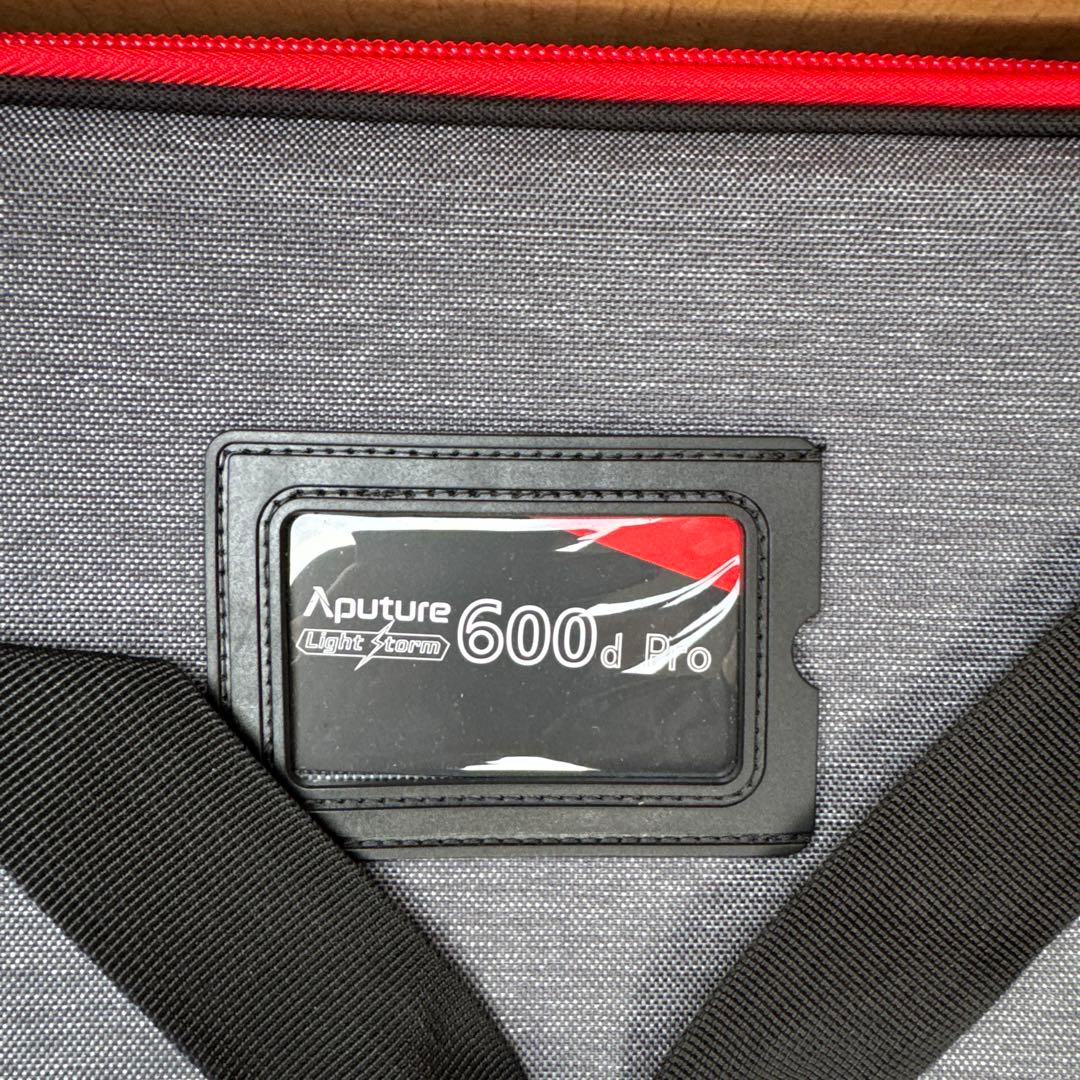 Aputure
Light Storm
600d Pro